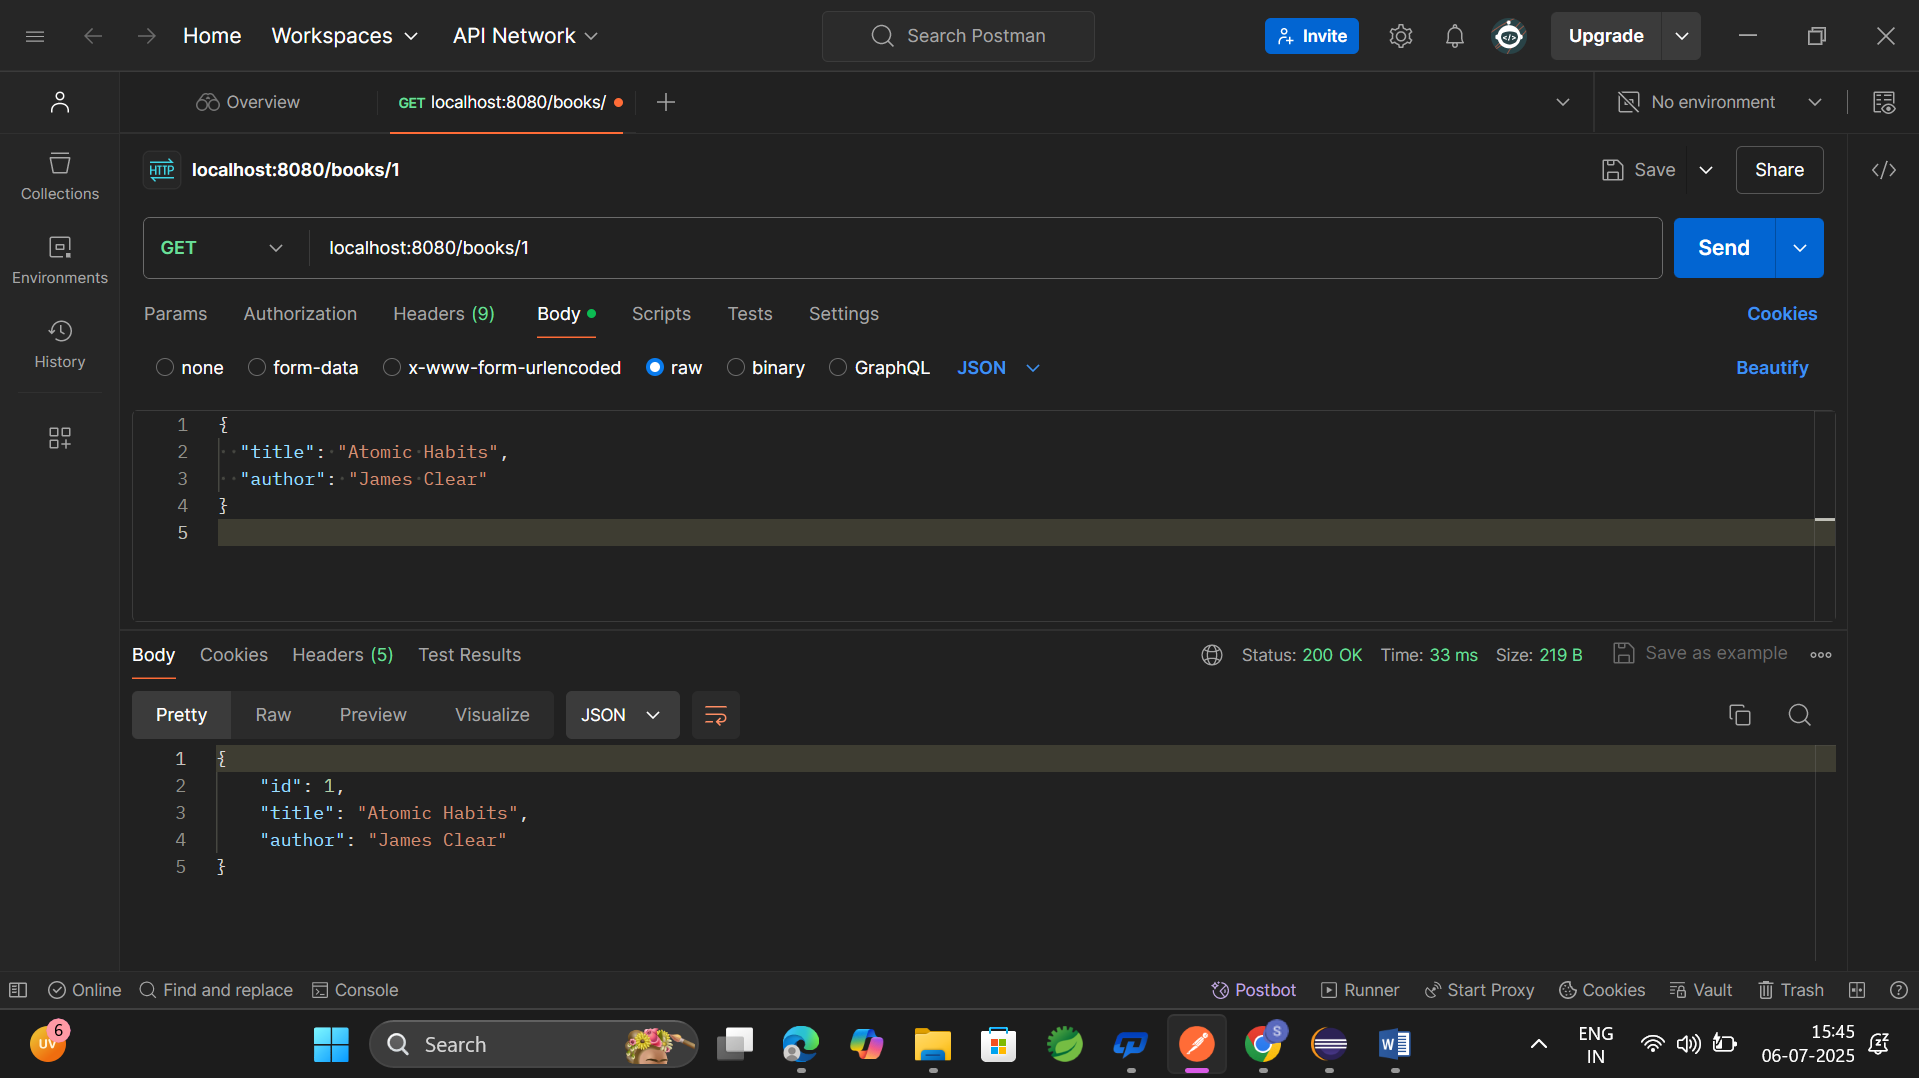 Home Workspaces API Network Search Postman Invite Upgrade
Overview GET localhost:8080/books/ No environment
HTTP localhost:8080/books/1 Save Share
Collections
Environments
History
GET localhost:8080/books/1 Send
Params Authorization Headers (9) Body Scripts Tests Settings Cookies
none form-data x-www-form-urlencoded raw binary GraphQL JSON Beautify
1 {
2 "title": "Atomic Habits",
3 "author": "James Clear"
4 }
5
Body Cookies Headers (5) Test Results Status: 200 OK Time: 33 ms Size: 219 B Save as example
Pretty Raw Preview Visualize JSON
1 {
2 "id": 1,
3 "title": "Atomic Habits",
4 "author": "James Clear"
5 }
Online Find and replace Console Postbot Runner Start Proxy Cookies Vault Trash
UV 6 Search S W ENG 15:45
IN 06-07-2025